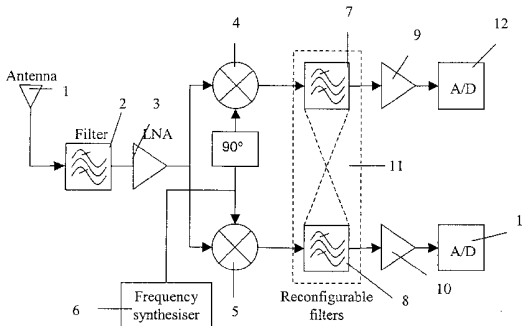 4
7
9
12
Antenna
1
2
3
Filter
LNA
A/D
90°
11
1
A/D
5
8
10
6
Frequency
synthesiser
Reconfigurable
filters